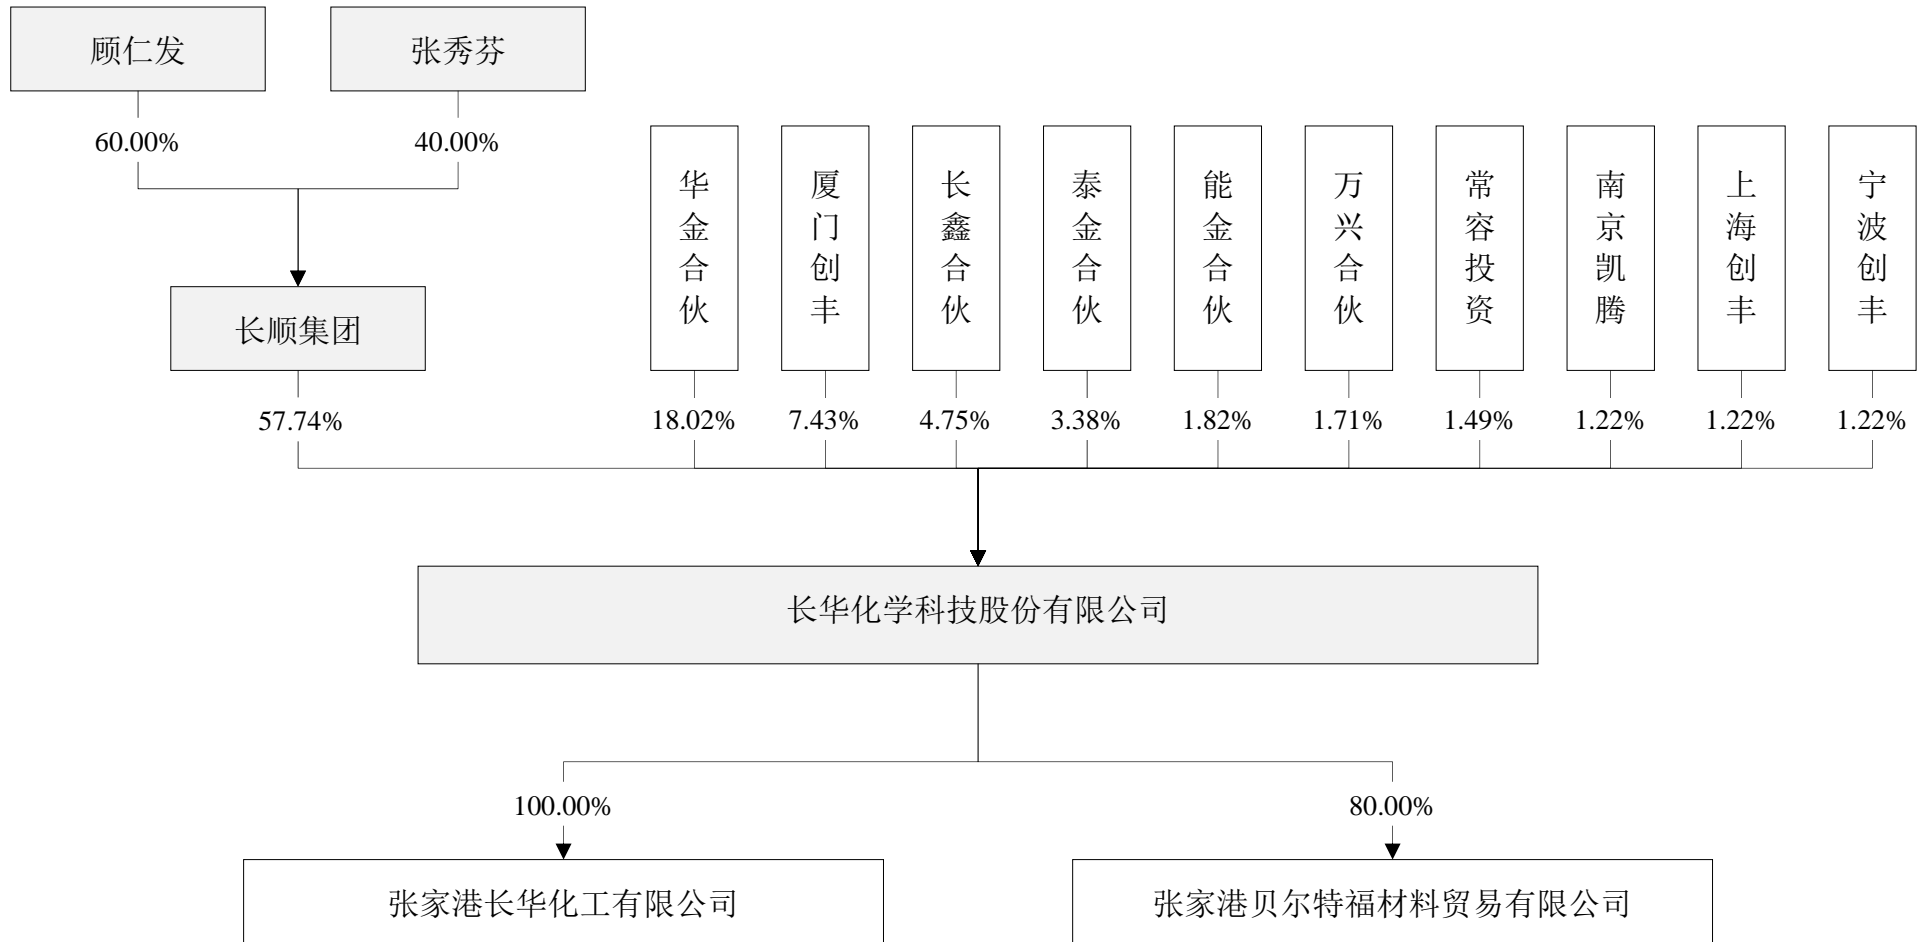 顾仁发
张秀芬
60.00%
40.00%
长顺集团
华金合伙
厦门创丰
长鑫合伙
泰金合伙
能金合伙
万兴合伙
常容投资
南京凯腾
上海创丰
宁波创丰
57.74%
18.02%
7.43%
4.75%
3.38%
1.82%
1.71%
1.49%
1.22%
1.22%
1.22%
长华化学科技股份有限公司
100.00%
80.00%
张家港长华化工有限公司
张家港贝尔特福材料贸易有限公司